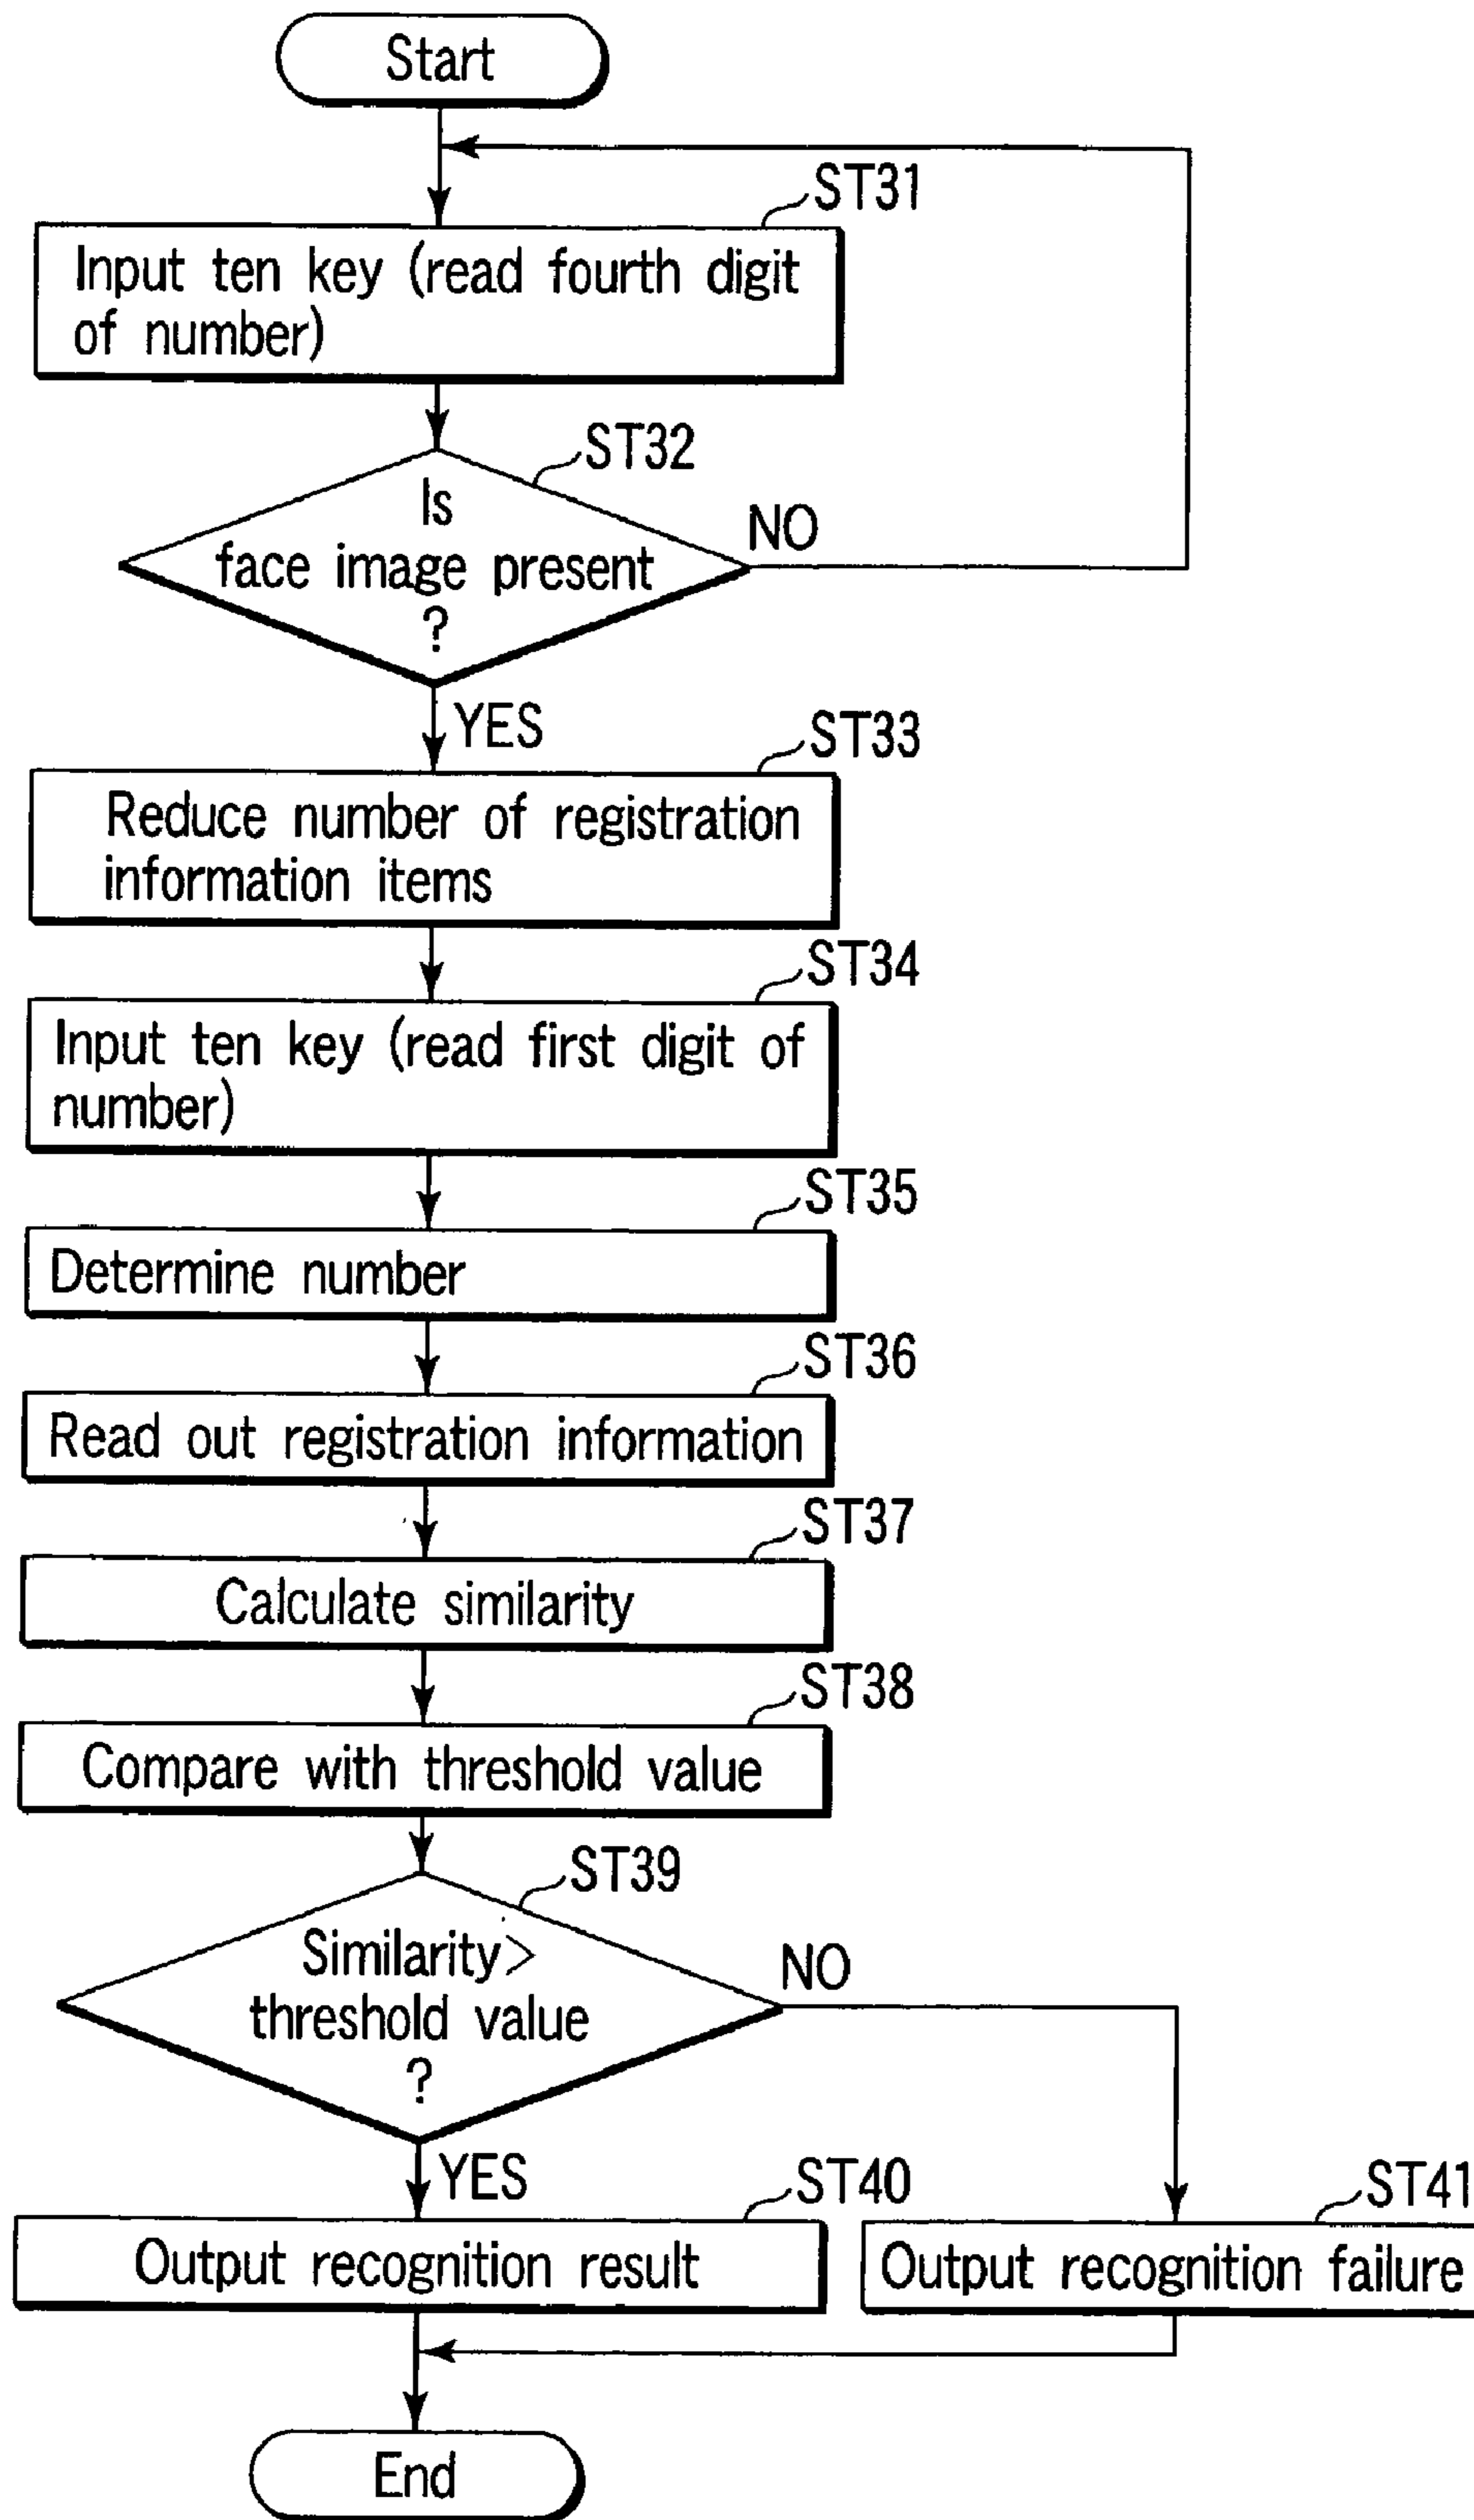 Start
ST31
Input ten key (read fourth digit
of number)
ST32
Is
face image present
?
NO
YES
ST33
Reduce number of registration
information items
ST34
Input ten key (read first digit of
number)
ST35
Determine number
ST36
Read out registration information
ST37
Calculate similarity
ST38
Compare with threshold value
ST39
Similarity>
threshold value
?
NO
YES
ST40
ST41
Output recognition result
Output recognition failure
End